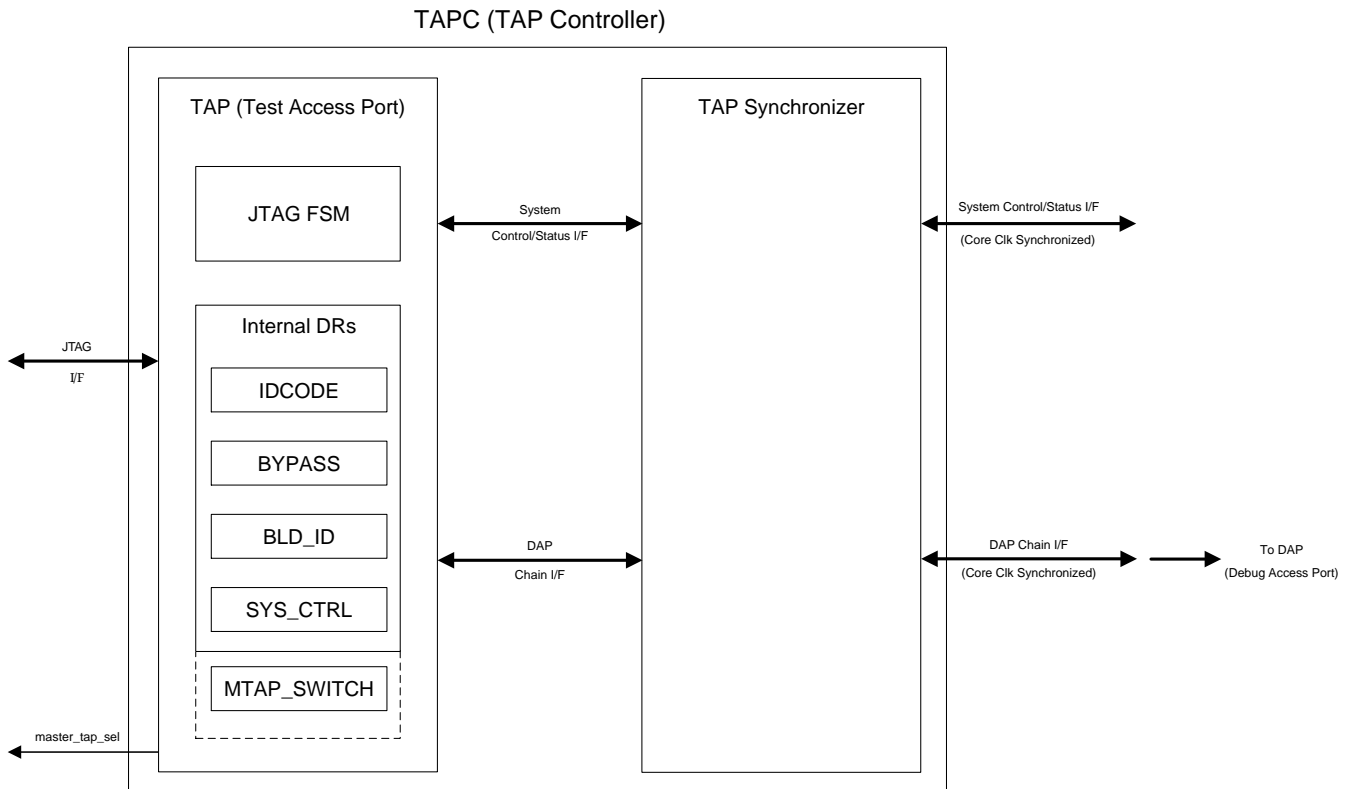 TAPC (TAP Controller)
TAP (Test Access Port)
TAP Synchronizer
JTAG FSM
System
Control/Status I/F
System Control/Status I/F
(Core Clk Synchronized)
Internal DRs
JTAG
I/F
IDCODE
BYPASS
BLD_ID
DAP
Chain I/F
DAP Chain I/F
(Core Clk Synchronized)
To DAP
(Debug Access Port)
SYS_CTRL
MTAP_SWITCH
master_tap_sel